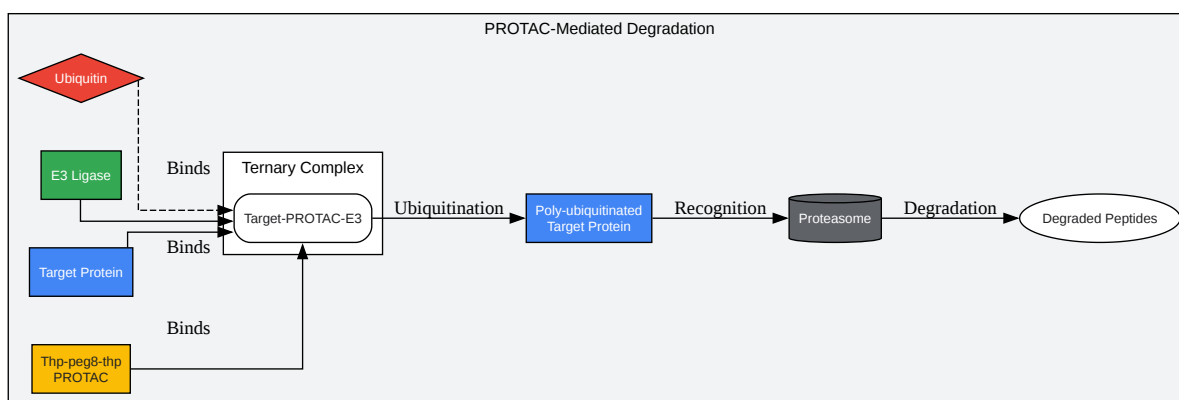 PROTAC-Mediated Degradation
Ubiquitin
E3 Ligase
Binds
Ternary Complex
Target-PROTAC-E3
Ubiquitination
Poly-ubiquitinated
Target Protein
Recognition
Proteasome
Degradation
Degraded Peptides
Binds
Target Protein
Binds
Thp-peg8-thp
PROTAC